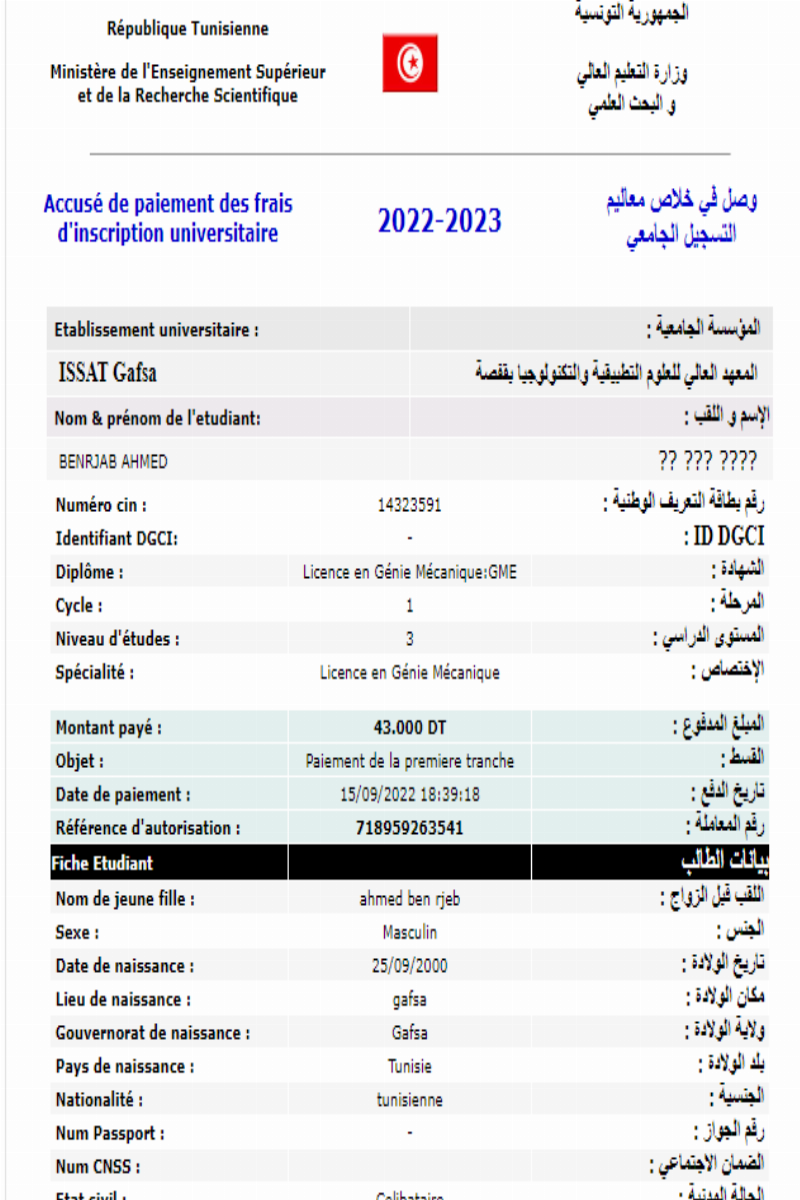 République Tunisienne
الجمهورية التونسية
Ministère de l'Enseignement Supérieur
et de la Recherche Scientifique
وزارة التعليم العالي
و البحث العلمي
Accusé de paiement des frais
d'inscription universitaire
2022-2023
وصل في خلاص معاليم
التسجيل الجامعي
Etablissement universitaire : المؤسسة الجامعية :
ISSAT Gafsa المعهد العالي للعلوم التطبيقية والتكنولوجيا بقفصة
Nom & prénom de l'etudiant: الإسم و اللقب :
BENRJAB AHMED ?? ??? ????
Numéro cin : 14323591 رقم بطاقة التعريف الوطنية :
Identifiant DGCI: - ID DGCI :
Diplôme : Licence en Génie Mécanique:GME الشهادة :
Cycle : 1 المرحلة :
Niveau d'études : 3 المستوى الدراسي :
Spécialité : Licence en Génie Mécanique الإختصاص :
Montant payé : 43.000 DT المبلغ المدفوع :
Objet : Paiement de la premiere tranche القسط :
Date de paiement : 15/09/2022 18:39:18 تاريخ الدفع :
Référence d'autorisation : 718959263541 رقم المعاملة :
Fiche Etudiant بيانات الطالب
Nom de jeune fille : ahmed ben rjeb اللقب قبل الزواج :
Sexe : Masculin الجنس :
Date de naissance : 25/09/2000 تاريخ الولادة :
Lieu de naissance : gafsa مكان الولادة :
Gouvernorat de naissance : Gafsa ولاية الولادة :
Pays de naissance : Tunisie بلد الولادة :
Nationalité : tunisienne الجنسية :
Num Passport : - رقم الجواز :
Num CNSS : الضمان الاجتماعي :
Etat civil : Celibataire الحالة المدنية :